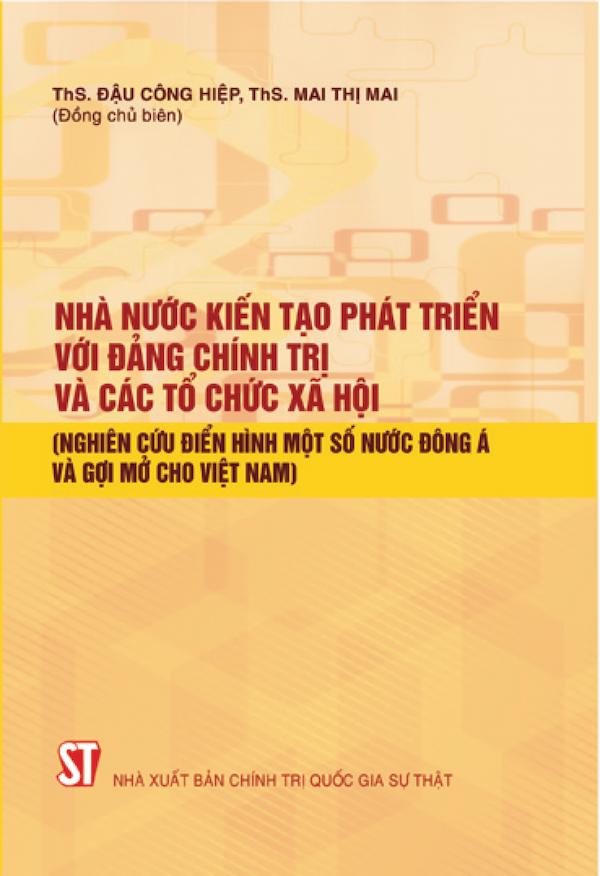 ThS. ĐẬU CÔNG HIỆP, ThS. MAI THỊ MAI
(Đồng chủ biên)
NHÀ NƯỚC KIẾN TẠO PHÁT TRIỂN
VỚI ĐẢNG CHÍNH TRỊ
VÀ CÁC TỔ CHỨC XÃ HỘI
(NGHIÊN CỨU ĐIỂN HÌNH MỘT SỐ NƯỚC ĐÔNG Á
VÀ GỢI MỞ CHO VIỆT NAM)
ST
NHÀ XUẤT BẢN CHÍNH TRỊ QUỐC GIA SỰ THẬT